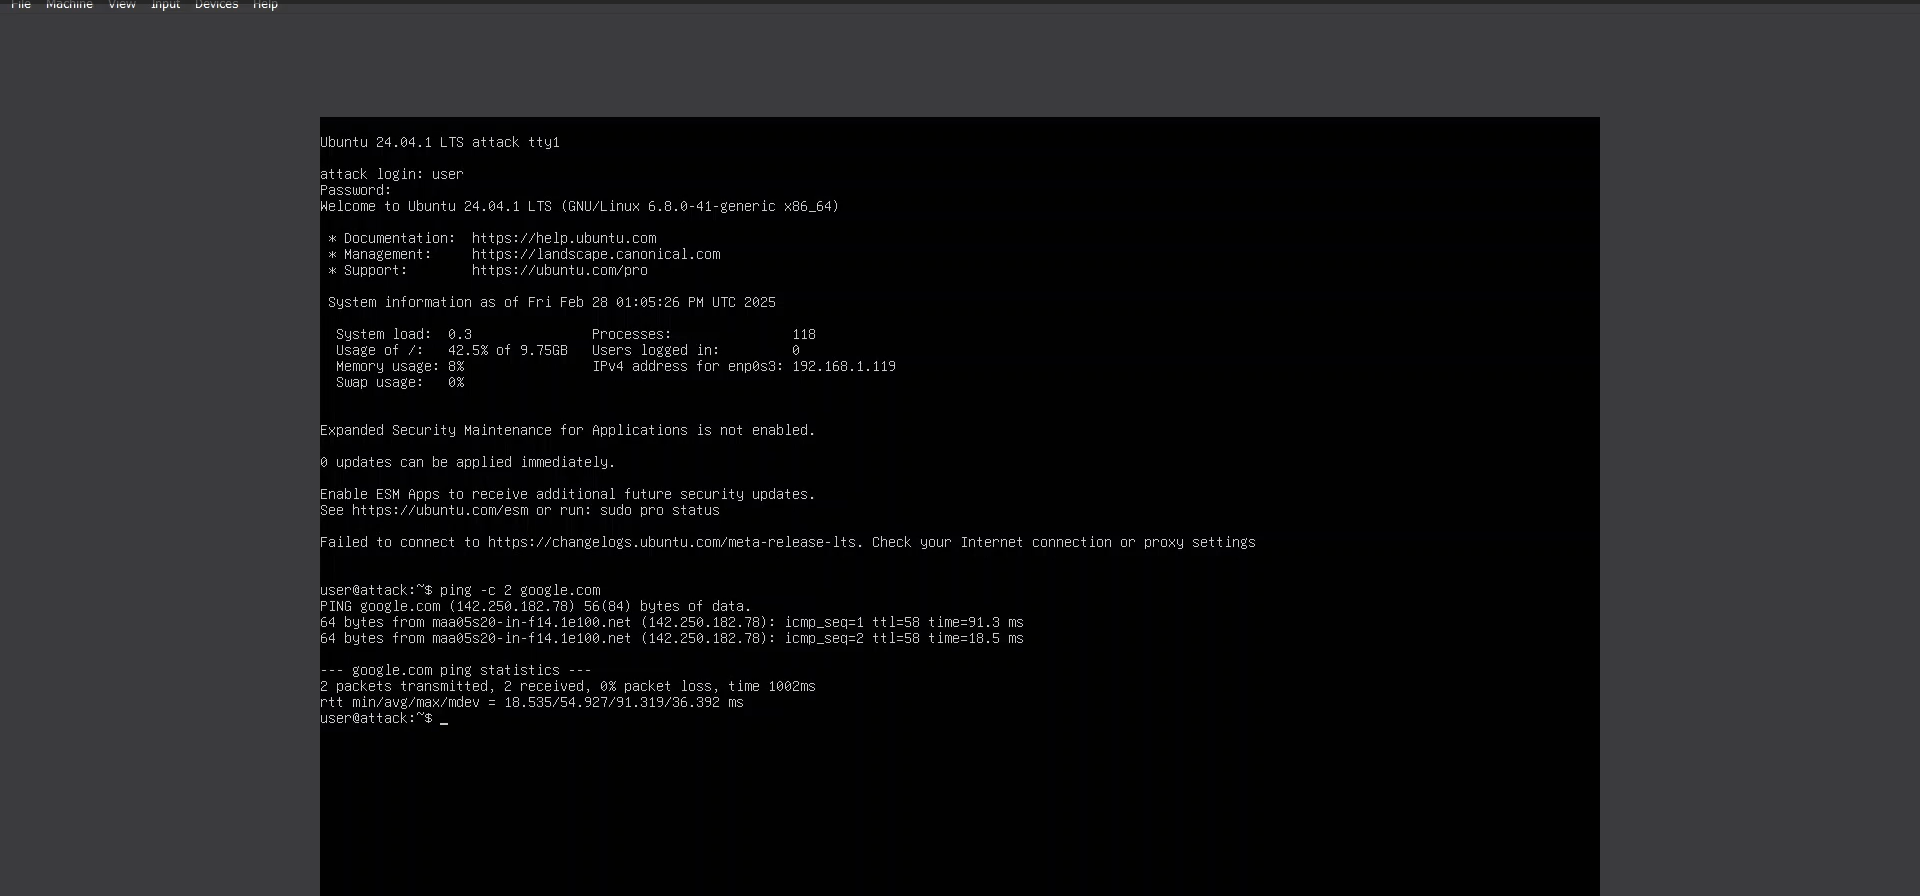 File Machine View Input Devices Help
Ubuntu 24.04.1 LTS attack tty1
attack login: user
Password:
Welcome to Ubuntu 24.04.1 LTS (GNU/Linux 6.8.0-41-generic x86_64)
* Documentation: https://help.ubuntu.com
* Management: https://landscape.canonical.com
* Support: https://ubuntu.com/pro
System information as of Fri Feb 28 01:05:26 PM UTC 2025
System load: 0.3 Processes: 118
Usage of /: 42.5% of 9.75GB Users logged in: 0
Memory usage: 8% IPv4 address for enp0s3: 192.168.1.119
Swap usage: 0%
Expanded Security Maintenance for Applications is not enabled.
0 updates can be applied immediately.
Enable ESM Apps to receive additional future security updates.
See https://ubuntu.com/esm or run: sudo pro status
Failed to connect to https://changelogs.ubuntu.com/meta-release-lts. Check your Internet connection or proxy settings
user@attack:~$ ping -c 2 google.com
PING google.com (142.250.182.78) 56(84) bytes of data.
64 bytes from maa05s20-in-f14.1e100.net (142.250.182.78): icmp_seq=1 ttl=58 time=91.3 ms
64 bytes from maa05s20-in-f14.1e100.net (142.250.182.78): icmp_seq=2 ttl=58 time=18.5 ms
--- google.com ping statistics ---
2 packets transmitted, 2 received, 0% packet loss, time 1002ms
rtt min/avg/max/mdev = 18.535/54.927/91.319/36.392 ms
user@attack:~$ _